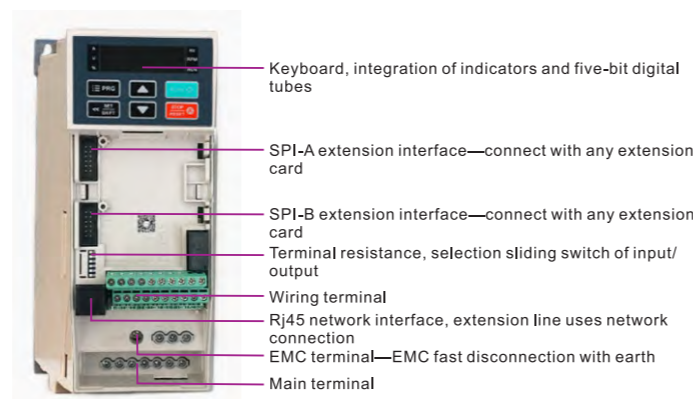 PRG
SET
SHIFT
STOP
RESET
Keyboard, integration of indicators and five-bit digital
tubes
SPI-A extension interface—connect with any extension
card
SPI-B extension interface—connect with any extension
card
Terminal resistance, selection sliding switch of input/
output
Wiring terminal
Rj45 network interface, extension line uses network
connection
EMC terminal—EMC fast disconnection with earth
Main terminal